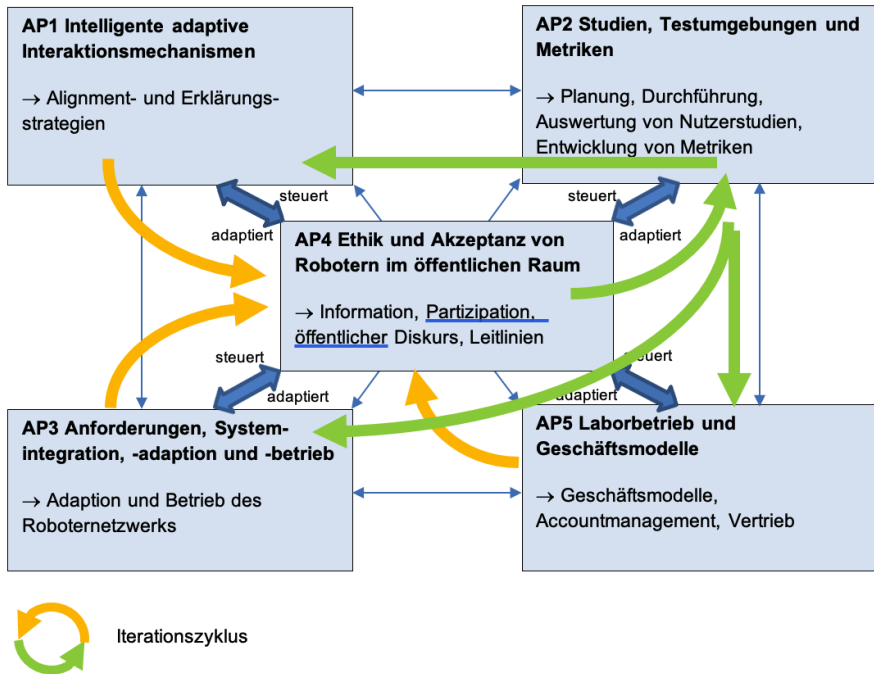 AP1 Intelligente adaptive
Interaktionsmechanismen
→ Alignment- und Erklärungs-
strategien
AP2 Studien, Testumgebungen und
Metriken
→ Planung, Durchführung,
Auswertung von Nutzerstudien,
Entwicklung von Metriken
steuert
adaptiert
steuert
adaptiert
AP4 Ethik und Akzeptanz von
Robotern im öffentlichen Raum
→ Information, Partizipation,
öffentlicher Diskurs, Leitlinien
steuert
adaptiert
steuert
adaptiert
AP3 Anforderungen, System-
integration, -adaption und -betrieb
→ Adaption und Betrieb des
Roboternetzwerks
AP5 Laborbetrieb und
Geschäftsmodelle
→ Geschäftsmodelle,
Accountmanagement, Vertrieb
Iterationszyklus